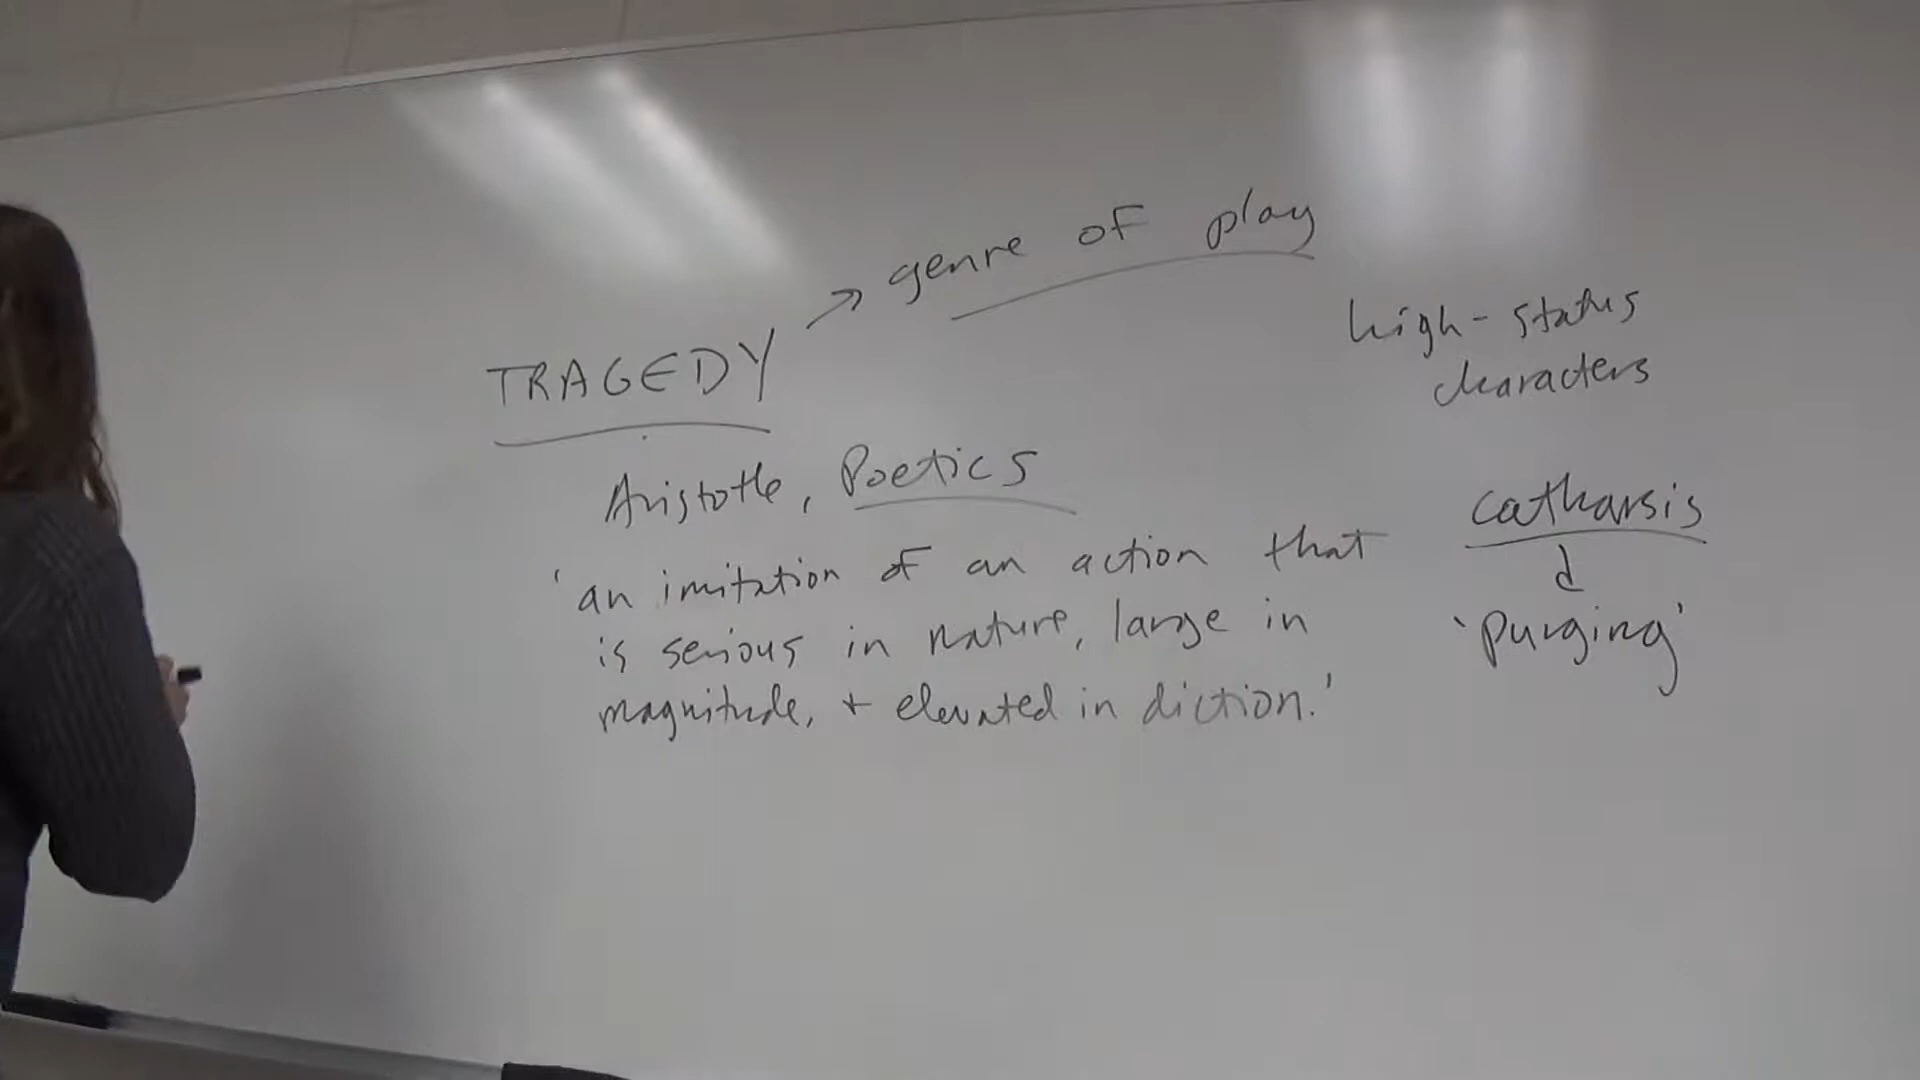 → genre of play
TRAGEDY
high-status
characters
Aristotle, Poetics
'an imitation of an action that
is serious in nature, large in
magnitude, + elevated in diction.'
catharsis
↓
'purging'